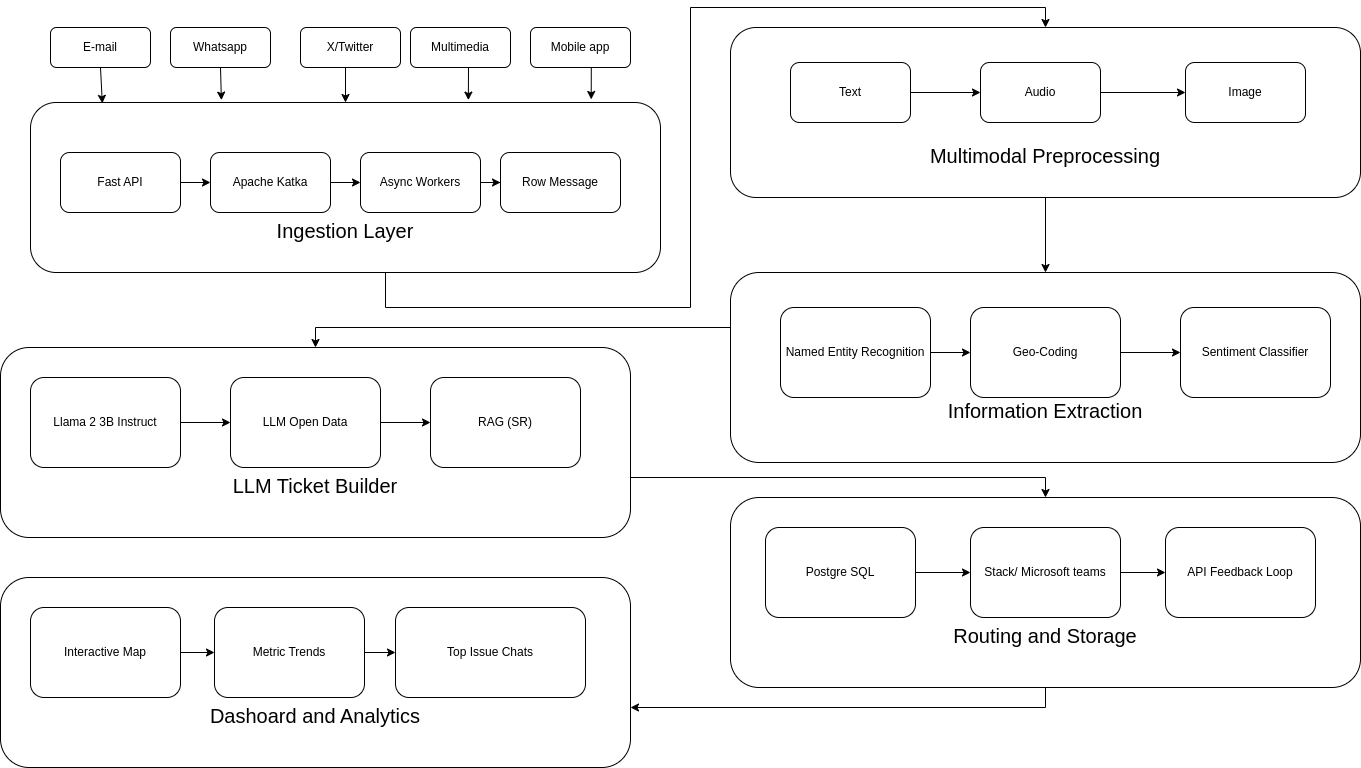 E-mail
Whatsapp
X/Twitter
Multimedia
Mobile app
Fast API
Apache Katka
Async Workers
Row Message
Ingestion Layer
Text
Audio
Image
Multimodal Preprocessing
Named Entity Recognition
Geo-Coding
Sentiment Classifier
Information Extraction
Llama 2 3B Instruct
LLM Open Data
RAG (SR)
LLM Ticket Builder
Postgre SQL
Stack/ Microsoft teams
API Feedback Loop
Routing and Storage
Interactive Map
Metric Trends
Top Issue Chats
Dashoard and Analytics